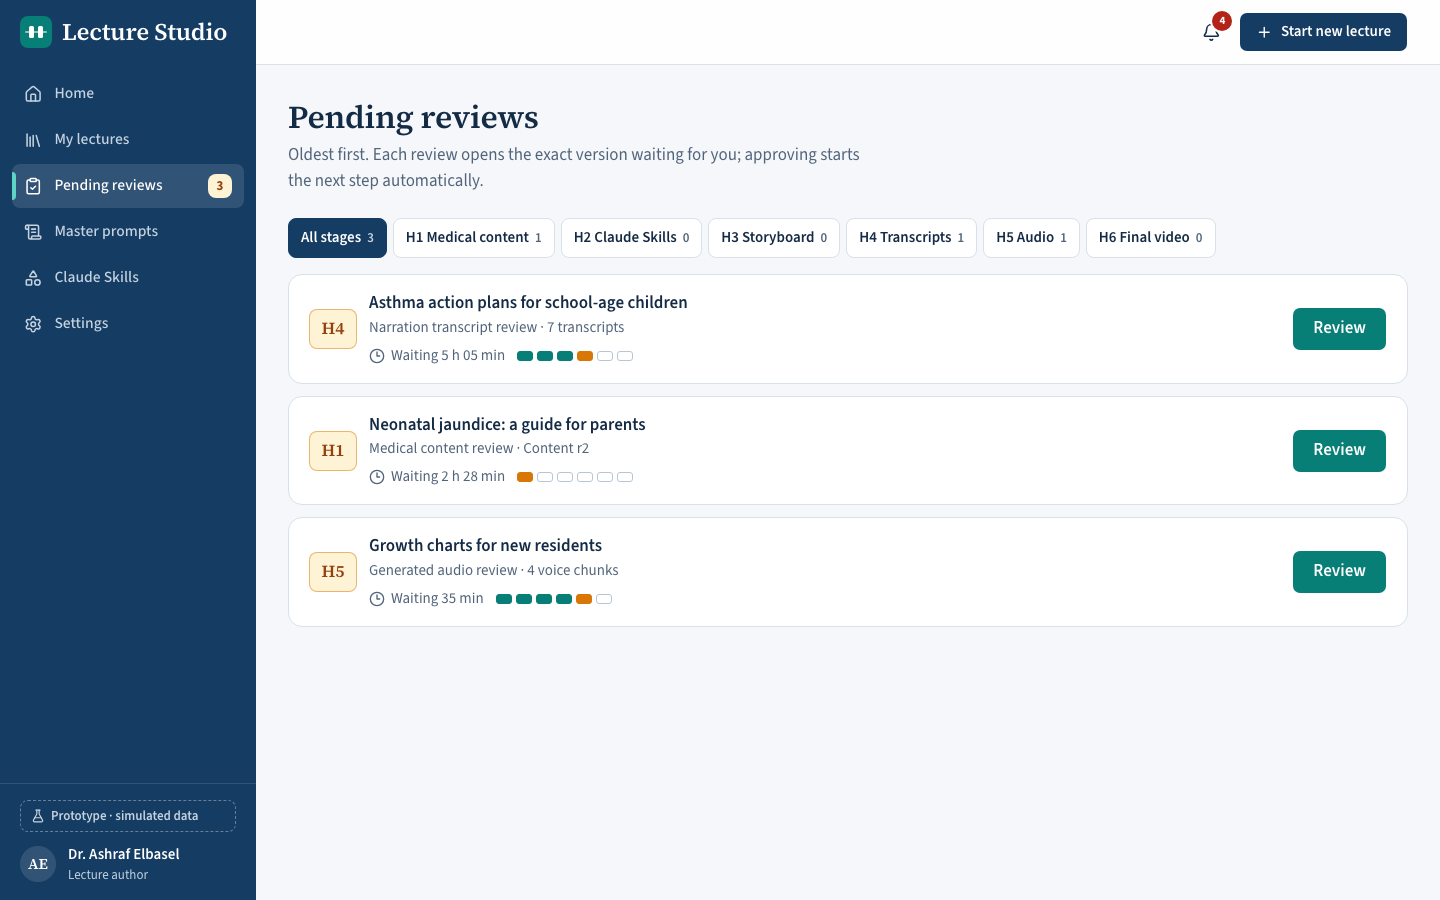 Lecture Studio
Home
My lectures
Pending reviews 3
Master prompts
Claude Skills
Settings
Prototype · simulated data
AE
Dr. Ashraf Elbasel
Lecture author
4
Start new lecture
Pending reviews
Oldest first. Each review opens the exact version waiting for you; approving starts
the next step automatically.
All stages 3
H1 Medical content 1
H2 Claude Skills 0
H3 Storyboard 0
H4 Transcripts 1
H5 Audio 1
H6 Final video 0
H4
Asthma action plans for school-age children
Narration transcript review · 7 transcripts
Waiting 5 h 05 min
Review
H1
Neonatal jaundice: a guide for parents
Medical content review · Content r2
Waiting 2 h 28 min
Review
H5
Growth charts for new residents
Generated audio review · 4 voice chunks
Waiting 35 min
Review